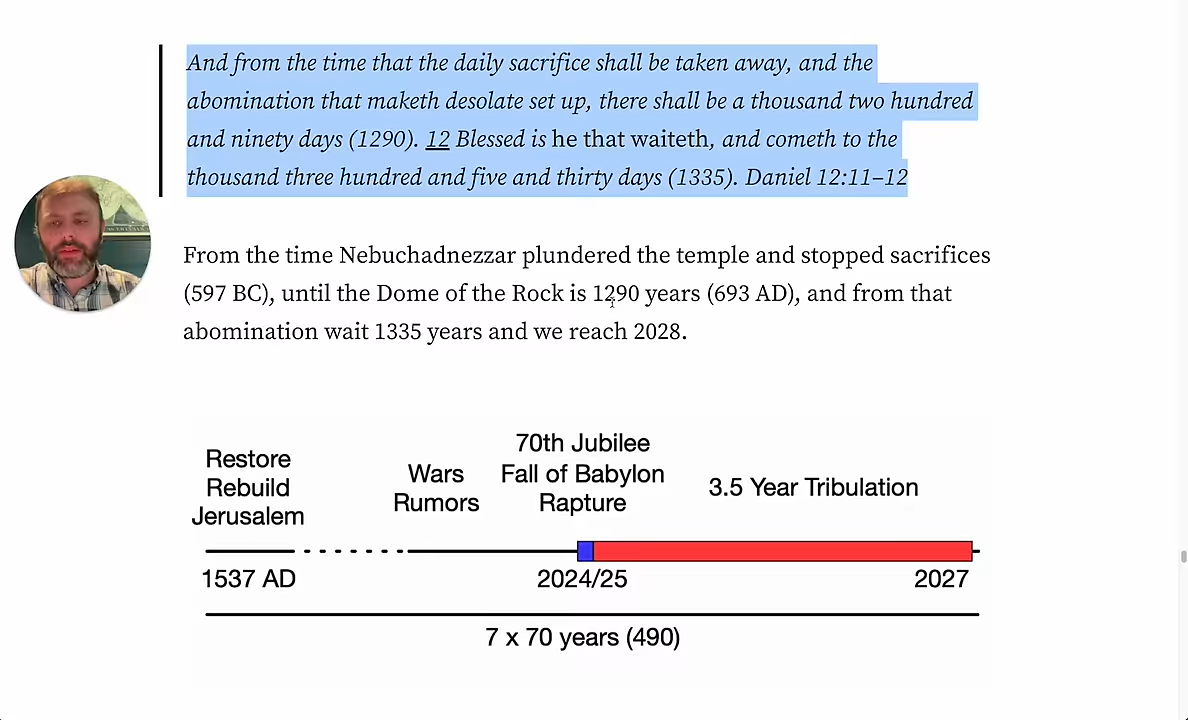 And from the time that the daily sacrifice shall be taken away, and the
abomination that maketh desolate set up, there shall be a thousand two hundred
and ninety days (1290). 12 Blessed is he that waiteth, and cometh to the
thousand three hundred and five and thirty days (1335). Daniel 12:11–12
From the time Nebuchadnezzar plundered the temple and stopped sacrifices
(597 BC), until the Dome of the Rock is 1290 years (693 AD), and from that
abomination wait 1335 years and we reach 2028.
Restore
Rebuild
Jerusalem
Wars
Rumors
70th Jubilee
Fall of Babylon
Rapture
3.5 Year Tribulation
1537 AD
2024/25
2027
7 x 70 years (490)